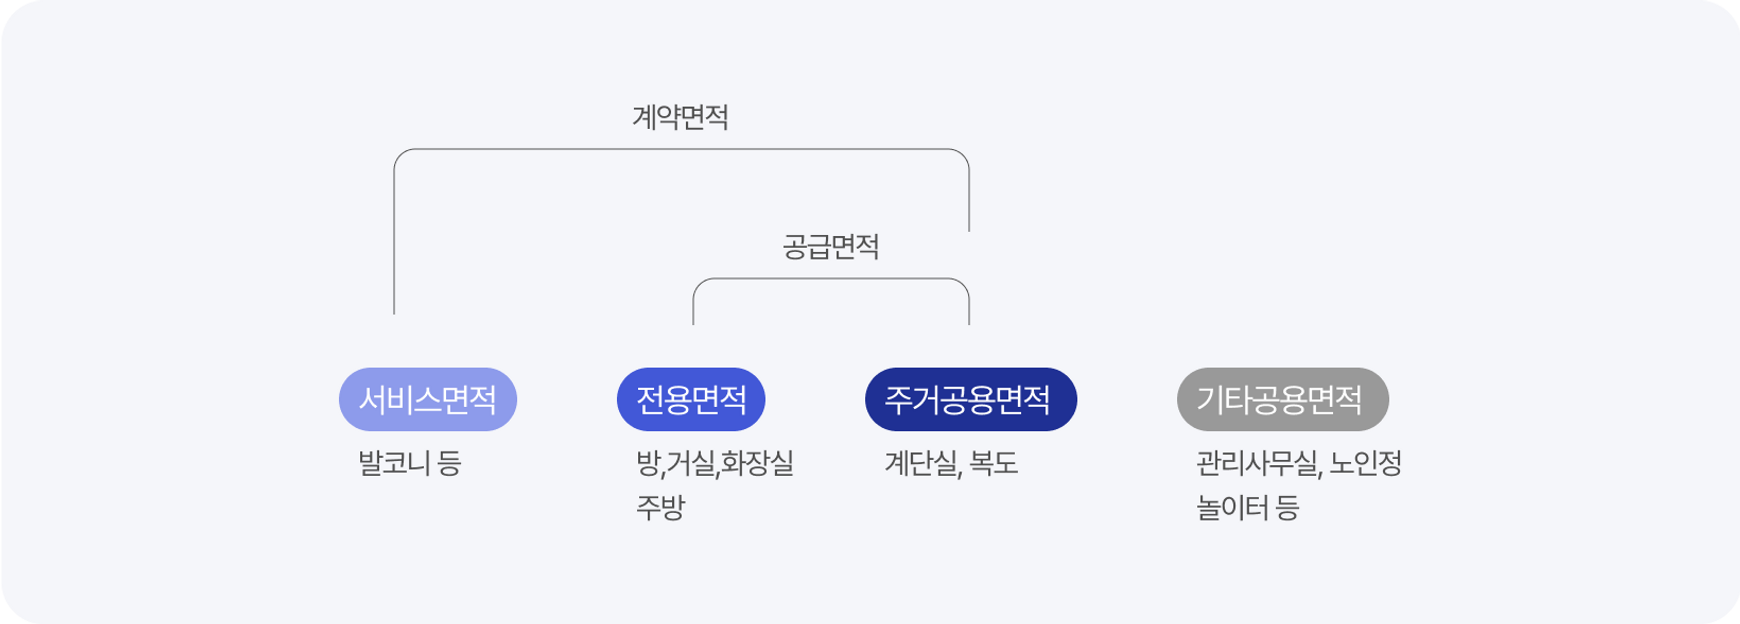 계약면적
공급면적
서비스면적
전용면적
주거공용면적
기타공용면적
발코니 등
방,거실,화장실
주방
계단실, 복도
관리사무실, 노인정
놀이터 등